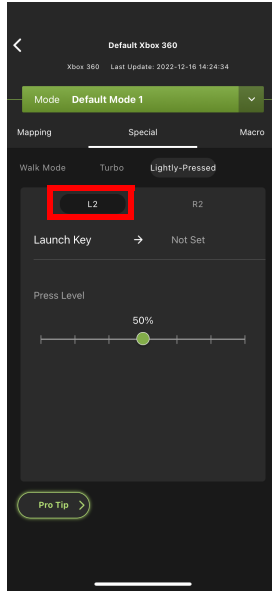 Default Xbox 360
Xbox 360 Last Update: 2022-12-16 14:24:34
Mode Default Mode 1
Mapping Special Macro
Walk Mode Turbo Lightly-Pressed
L2 R2
Launch Key → Not Set
Press Level
50%
Pro Tip